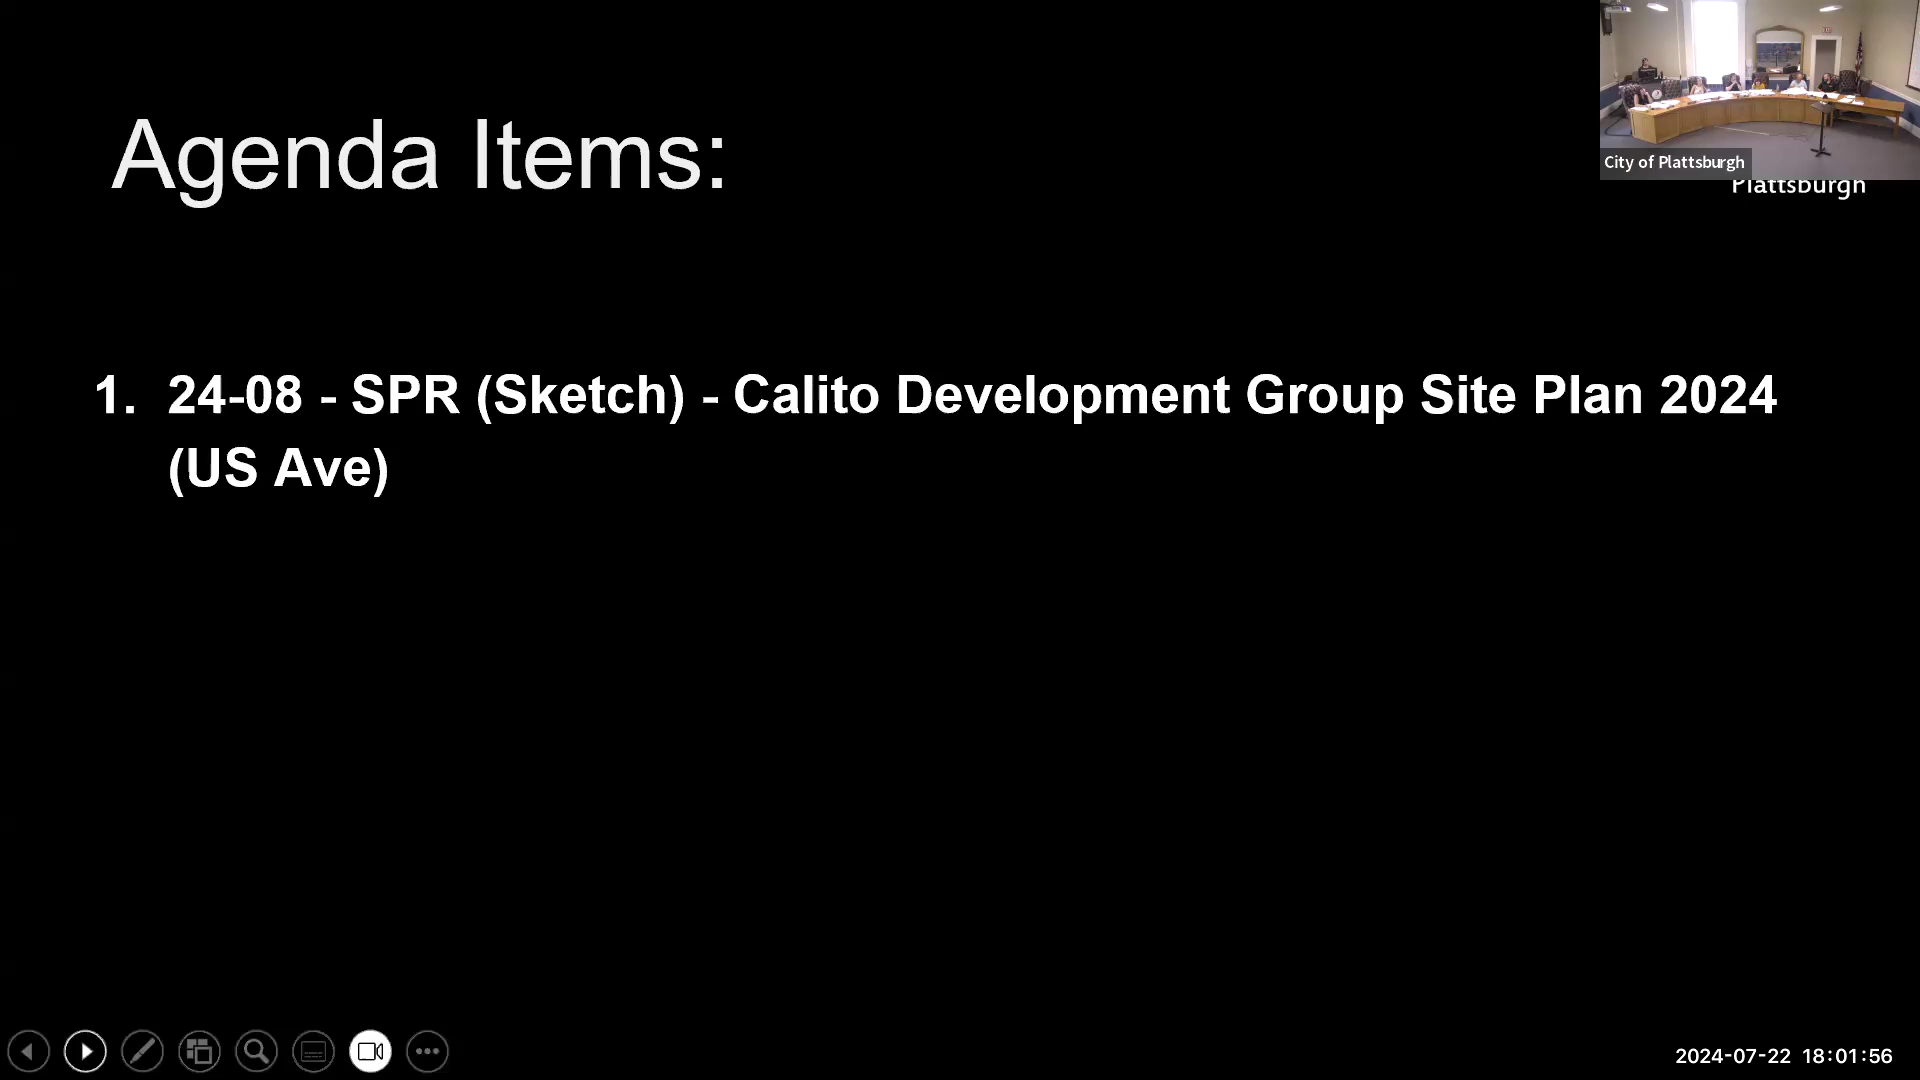 Agenda Items:
City of Plattsburgh
Plattsburgh
1. 24-08 - SPR (Sketch) - Calito Development Group Site Plan 2024
(US Ave)
2024-07-22 18:01:56